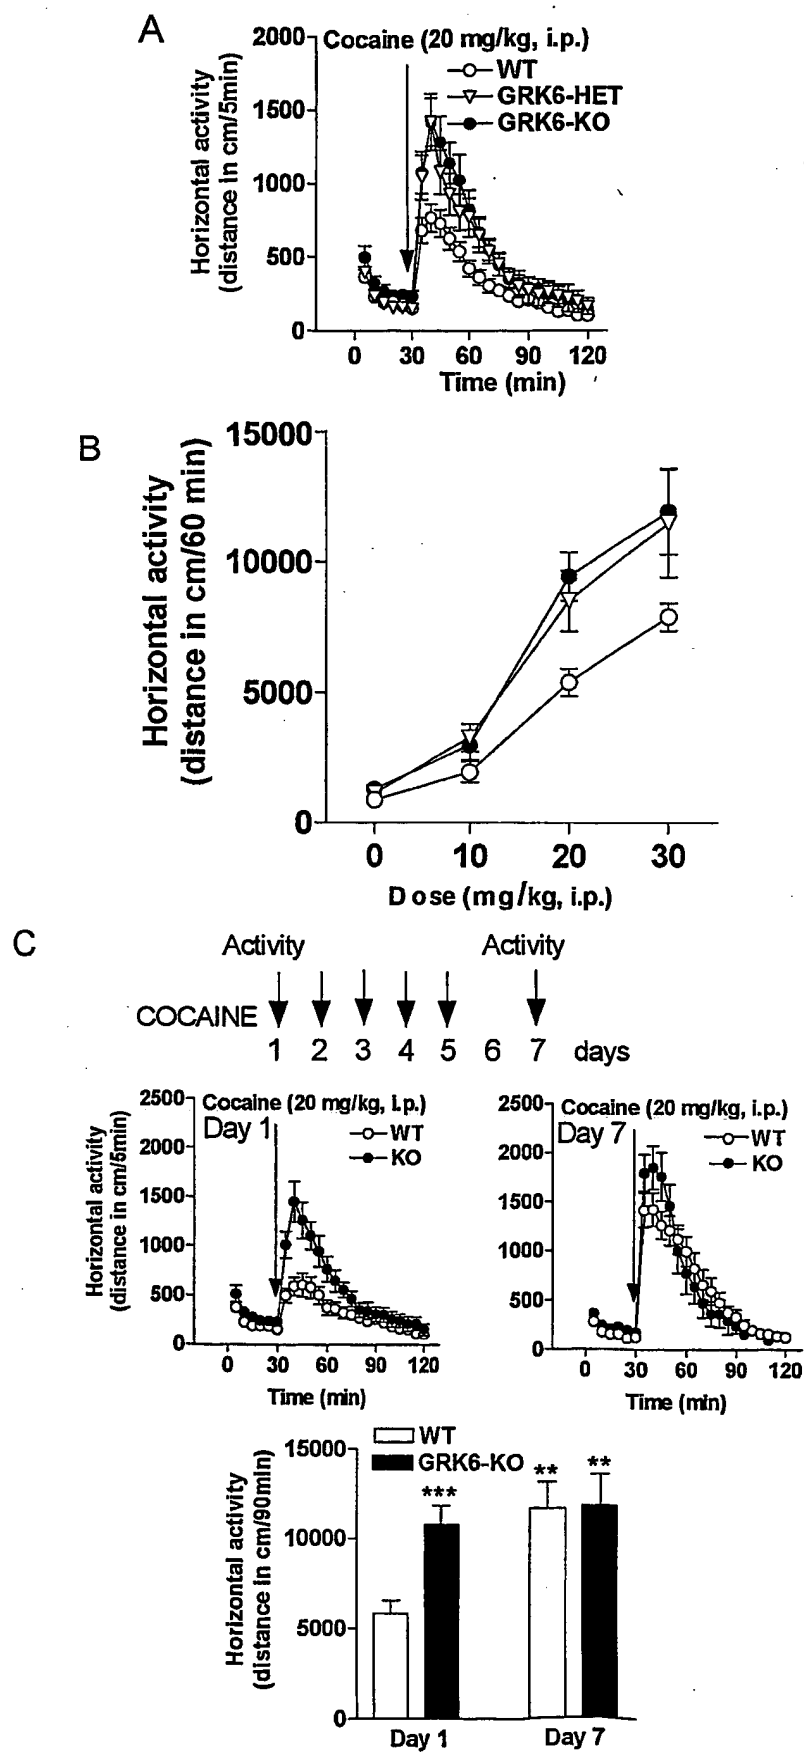 A
Cocaine (20 mg/kg, i.p.)
WT
GRK6-HET
GRK6-KO
Horizontal activity
(distance in cm/5min)
2000
1500
1000
500
0
0 30 60 90 120
Time (min)
B
Horizontal activity
(distance in cm/60 min)
15000
10000
5000
0
0 10 20 30
Dose (mg/kg, i.p.)
C
Activity Activity
COCAINE
1 2 3 4 5 6 7 days
Horizontal activity
(distance in cm/5min)
2500
2000
1500
1000
500
0
Cocaine (20 mg/kg, i.p.)
Day 1
WT
KO
0 30 60 90 120
Time (min)
2500
2000
1500
1000
500
0
Cocaine (20 mg/kg, i.p.)
Day 7
WT
KO
0 30 60 90 120
Time (min)
Horizontal activity
(distance in cm/90min)
15000
10000
5000
0
WT
GRK6-KO
***
**
**
Day 1 Day 7